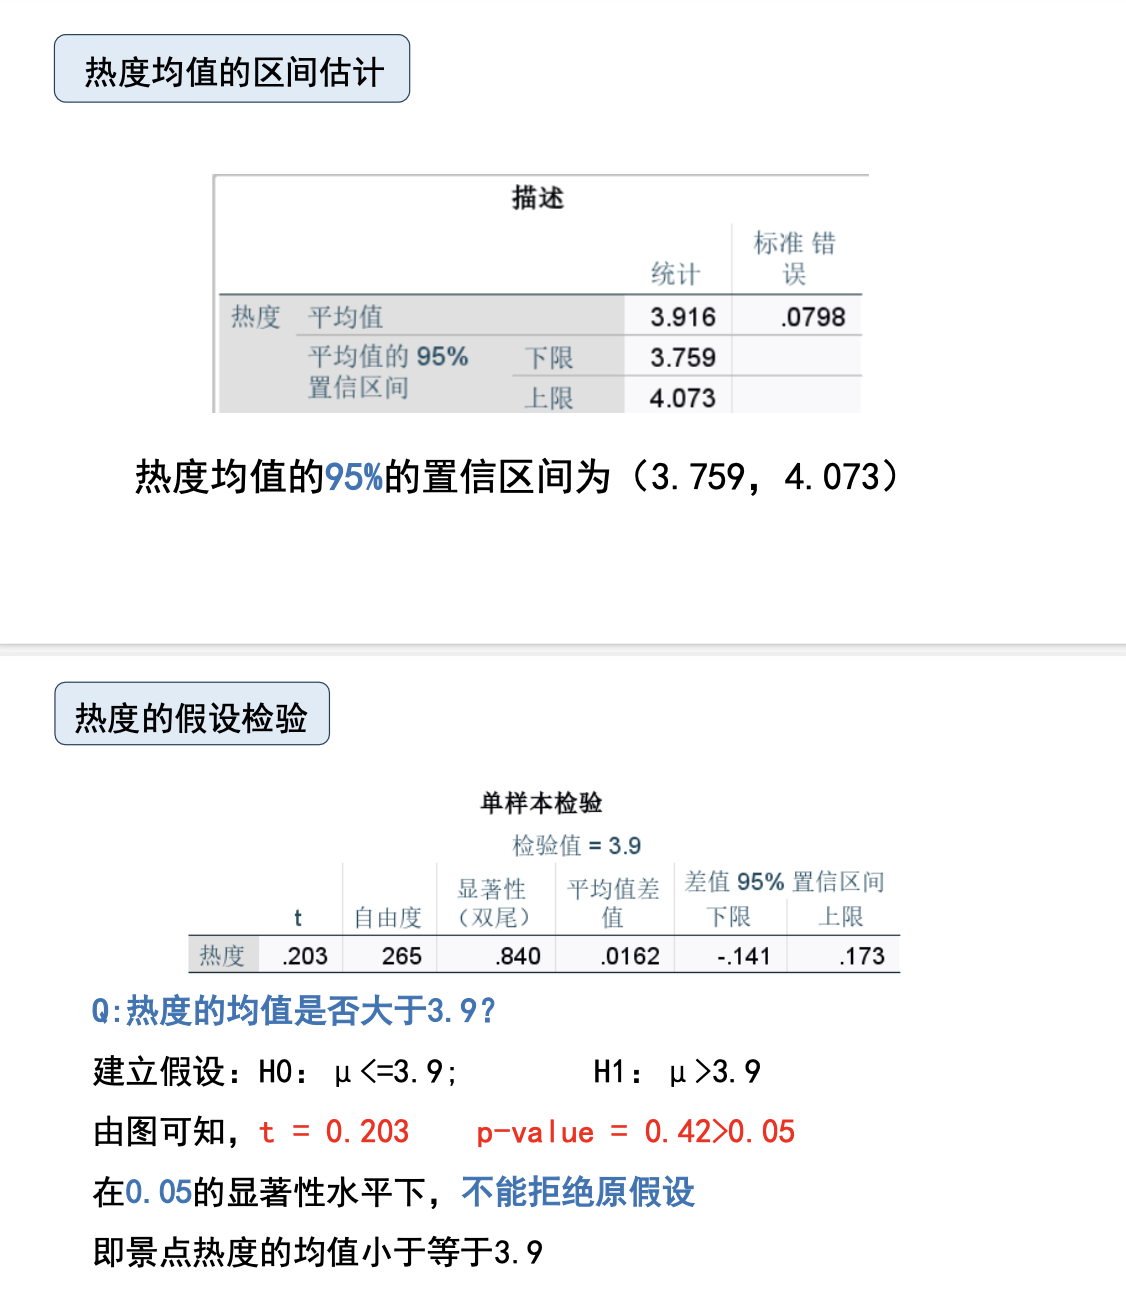 热度均值的区间估计
描述
统计 标准 错误
热度 平均值 3.916 .0798
平均值的 95% 置信区间 下限 3.759
上限 4.073
热度均值的95%的置信区间为（3.759，4.073）
热度的假设检验
单样本检验
检验值 = 3.9
t 自由度 显著性（双尾） 平均值差值 差值 95% 置信区间
下限 上限
热度 .203 265 .840 .0162 -.141 .173
Q:热度的均值是否大于3.9?
建立假设：H0： μ<=3.9; H1： μ>3.9
由图可知，t = 0.203 p-value = 0.42>0.05
在0.05的显著性水平下，不能拒绝原假设
即景点热度的均值小于等于3.9